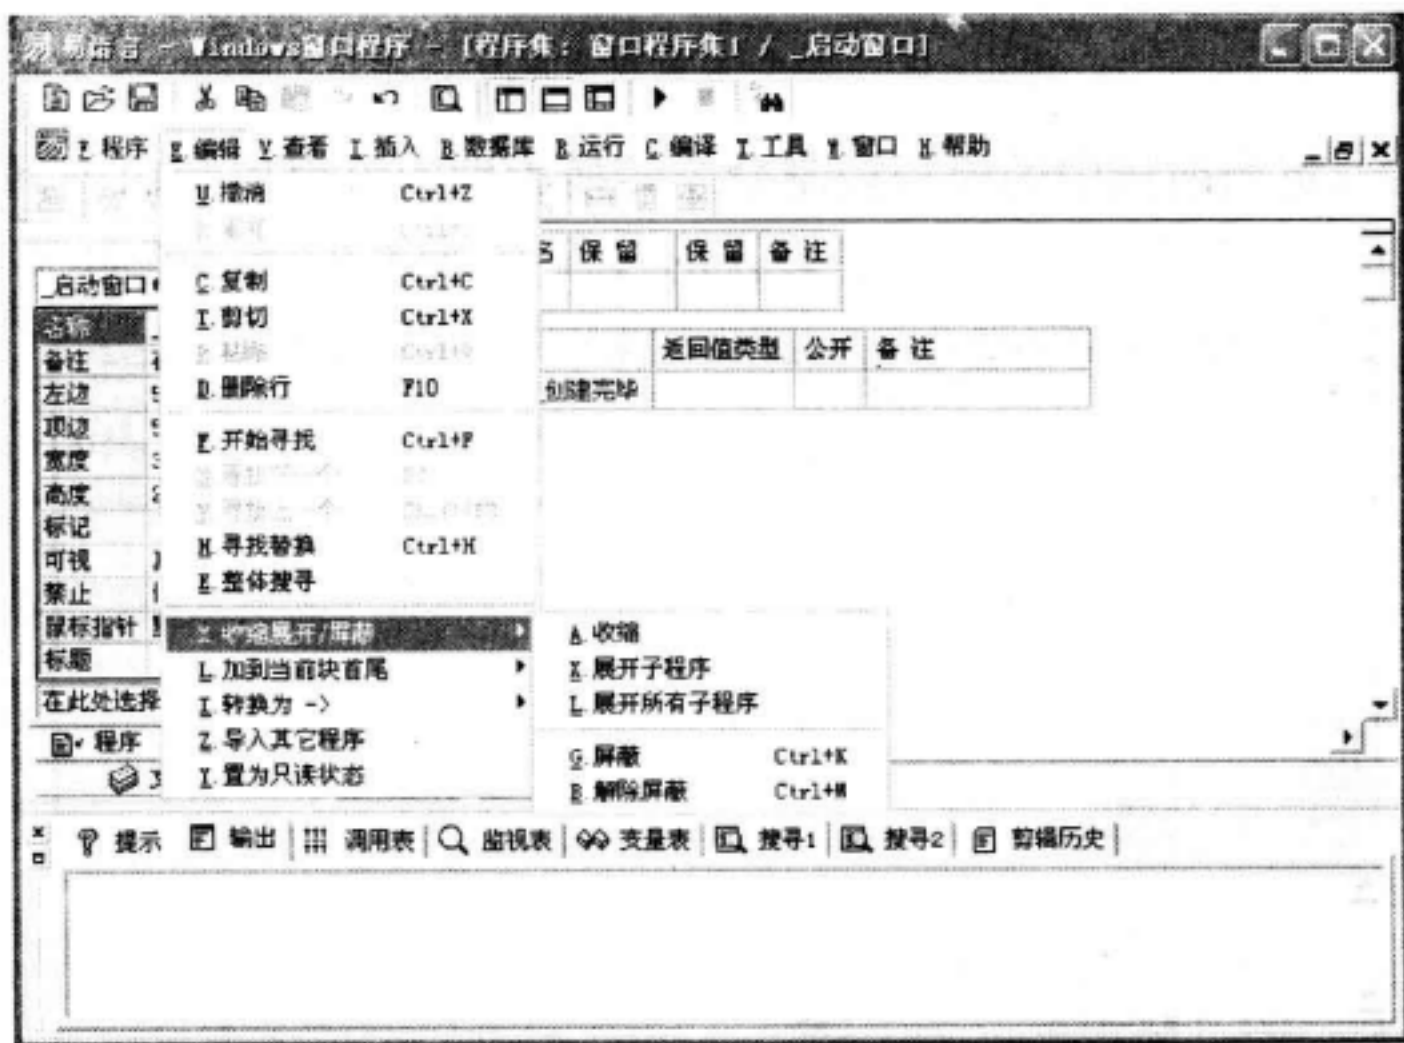 易语言 - Windows窗口程序 - [程序集：窗口程序集1 / _启动窗口]
程序 E.编辑 V.查看 I.插入 B.数据库 R.运行 C.编译 T.工具 W.窗口 H.帮助
U.撤消 Ctrl+Z
保 留 保 留 备 注
_启动窗口
C.复制 Ctrl+C
T.剪切 Ctrl+X
名称
返回值类型 公开 备 注
备注
D.删除行 F10
创建完毕
左边
顶边
F.开始寻找 Ctrl+F
宽度
高度
标记
H.寻找替换 Ctrl+H
可视
整体搜寻
禁止
鼠标指针
收缩展开/屏蔽
A.收缩
标题
L.加到当前块首尾
X.展开子程序
在此处选择
转换为 ->
L.展开所有子程序
程序
Z.导入其它程序
G.屏蔽 Ctrl+K
置为只读状态
解除屏蔽 Ctrl+M
提示 输出 调用表 监视表 变量表 搜寻1 搜寻2 剪辑历史